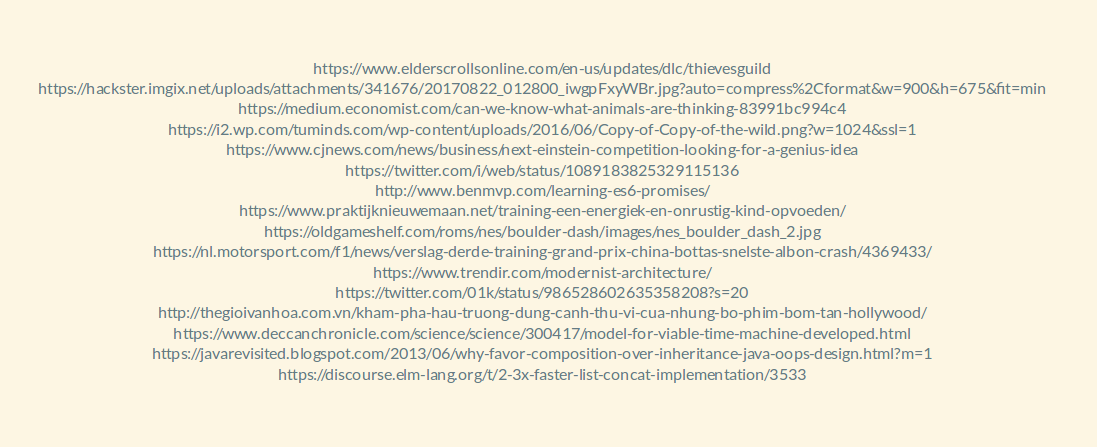 https://www.elderscrollsonline.com/en-us/updates/dlc/thievesguild
https://hackster.imgix.net/uploads/attachments/341676/20170822_012800_iwgpFxyWBr.jpg?auto=compress%2Cformat&w=900&h=675&fit=min
https://medium.economist.com/can-we-know-what-animals-are-thinking-83991bc994c4
https://i2.wp.com/tuminds.com/wp-content/uploads/2016/06/Copy-of-Copy-of-the-wild.png?w=1024&ssl=1
https://www.cjnews.com/news/business/next-einstein-competition-looking-for-a-genius-idea
https://twitter.com/i/web/status/1089183825329115136
http://www.benmvp.com/learning-es6-promises/
https://www.praktijknieuwemaan.net/training-een-energiek-en-onrustig-kind-opvoeden/
https://oldgameshelf.com/roms/nes/boulder-dash/images/nes_boulder_dash_2.jpg
https://nl.motorsport.com/f1/news/verslag-derde-training-grand-prix-china-bottas-snelste-albon-crash/4369433/
https://www.trendir.com/modernist-architecture/
https://twitter.com/01k/status/986528602635358208?s=20
http://thegioivanhoa.com.vn/kham-pha-hau-truong-dung-canh-thu-vi-cua-nhung-bo-phim-bom-tan-hollywood/
https://www.deccanchronicle.com/science/science/300417/model-for-viable-time-machine-developed.html
https://javarevisited.blogspot.com/2013/06/why-favor-composition-over-inheritance-java-oops-design.html?m=1
https://discourse.elm-lang.org/t/2-3x-faster-list-concat-implementation/3533